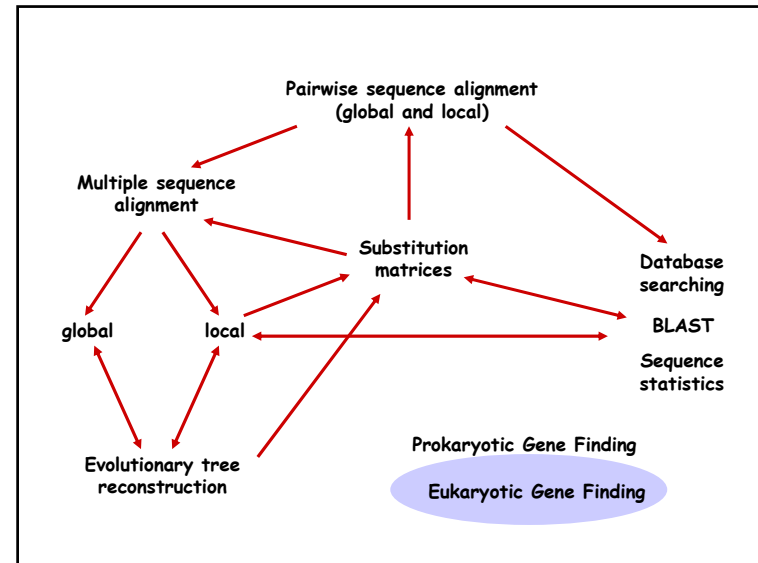 Pairwise sequence alignment
(global and local)
Multiple sequence
alignment
Substitution
matrices
Database
searching
global
local
BLAST
Sequence
statistics
Prokaryotic Gene Finding
Evolutionary tree
reconstruction
Eukaryotic Gene Finding